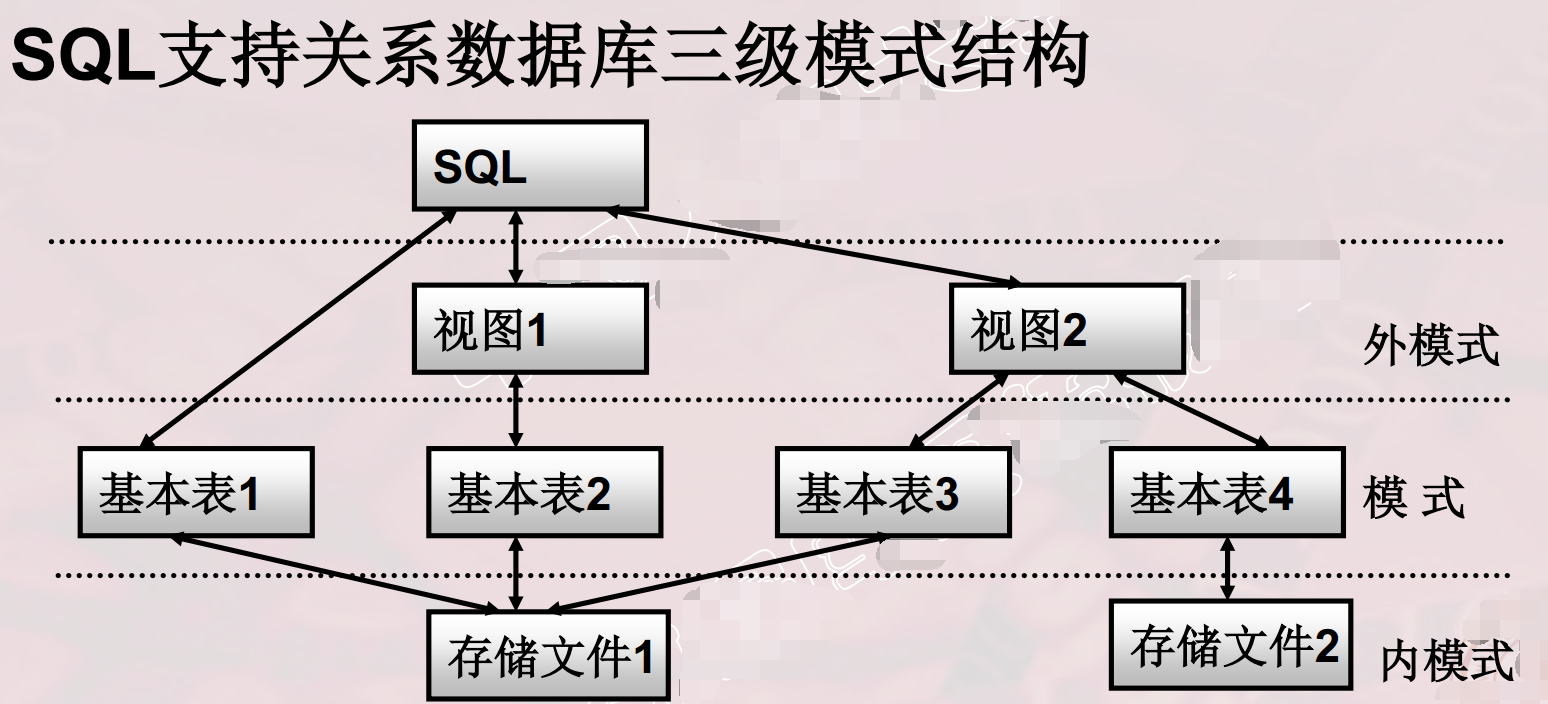 SQL支持关系数据库三级模式结构
SQL
视图1
视图2
外模式
基本表1
基本表2
基本表3
基本表4
模 式
存储文件1
存储文件2
内模式